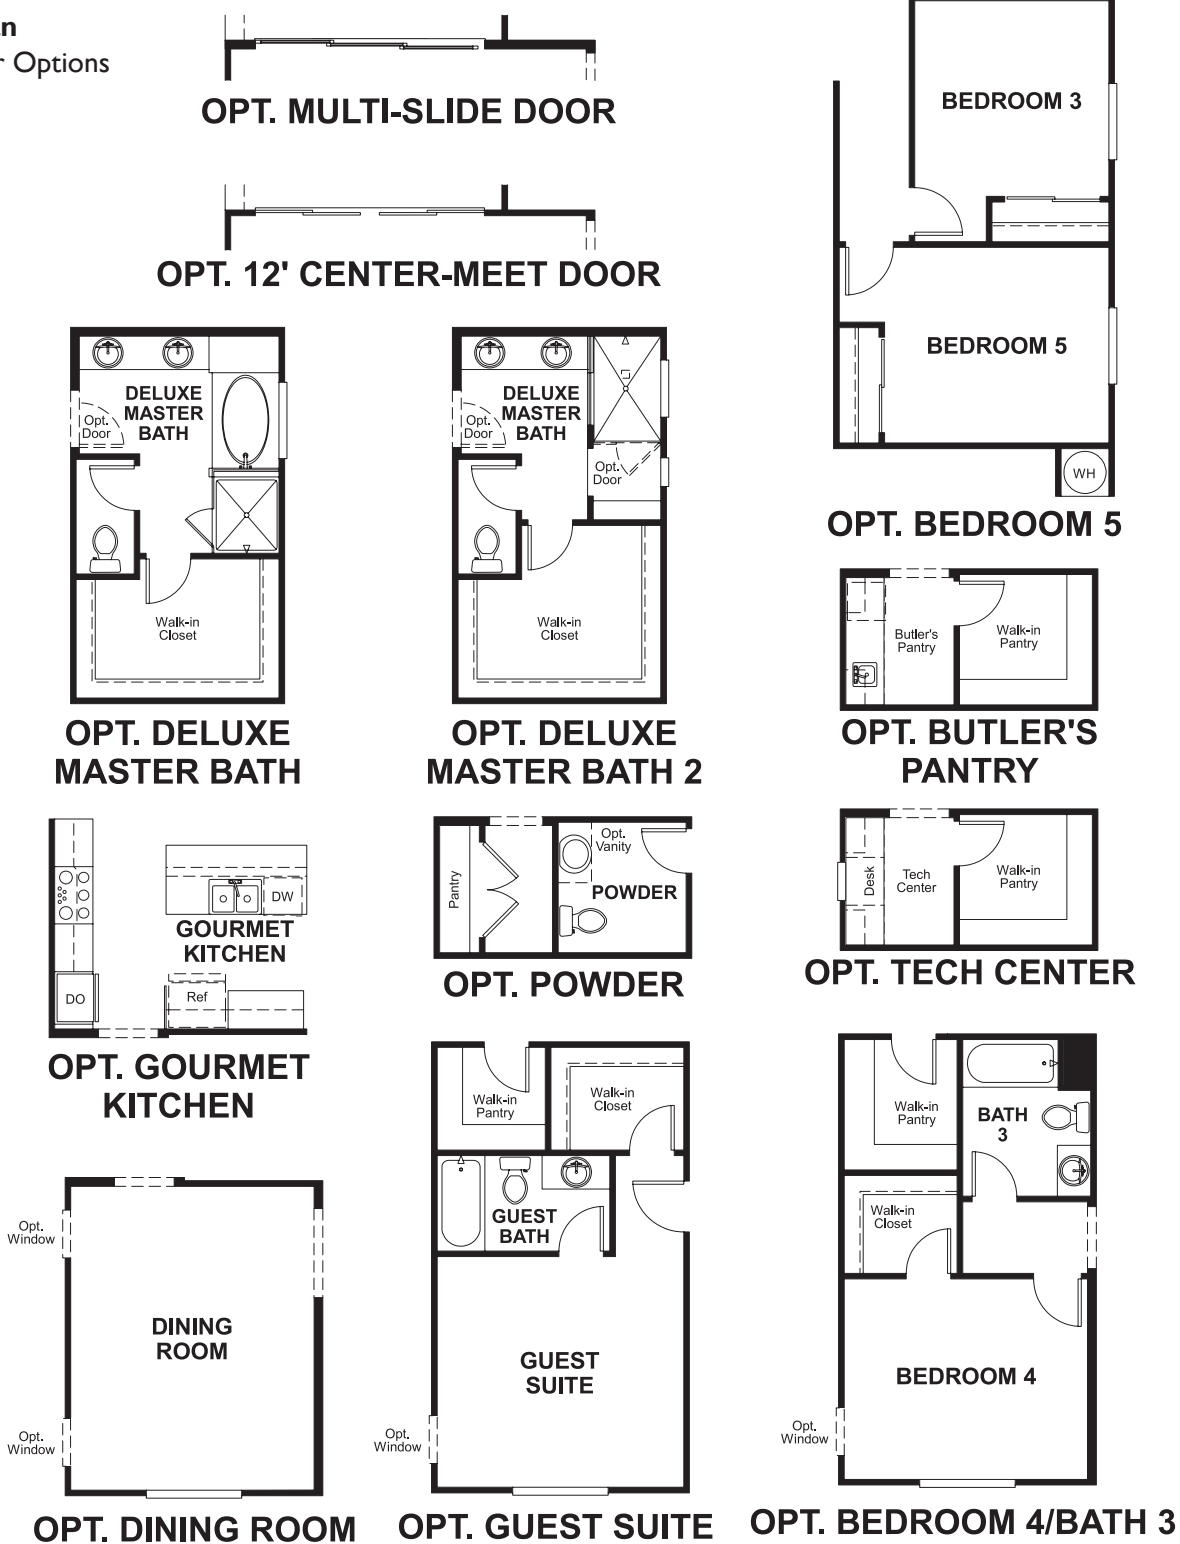 r Options
OPT. MULTI-SLIDE DOOR
OPT. 12' CENTER-MEET DOOR
BEDROOM 3
BEDROOM 5
WH
OPT. BEDROOM 5
DELUXE
MASTER
BATH
Opt.
Door
Walk-in
Closet
OPT. DELUXE
MASTER BATH
DELUXE
MASTER
BATH
Opt.
Door
Opt.
Door
Walk-in
Closet
OPT. DELUXE
MASTER BATH 2
Butler's
Pantry
Walk-in
Pantry
OPT. BUTLER'S
PANTRY
DW
GOURMET
KITCHEN
DO
Ref
OPT. GOURMET
KITCHEN
Pantry
Opt.
Vanity
POWDER
OPT. POWDER
Desk
Tech
Center
Walk-in
Pantry
OPT. TECH CENTER
Opt.
Window
DINING
ROOM
Opt.
Window
OPT. DINING ROOM
Walk-in
Pantry
Walk-in
Closet
GUEST
BATH
GUEST
SUITE
Opt.
Window
OPT. GUEST SUITE
Walk-in
Pantry
BATH
3
Walk-in
Closet
BEDROOM 4
Opt.
Window
OPT. BEDROOM 4/BATH 3